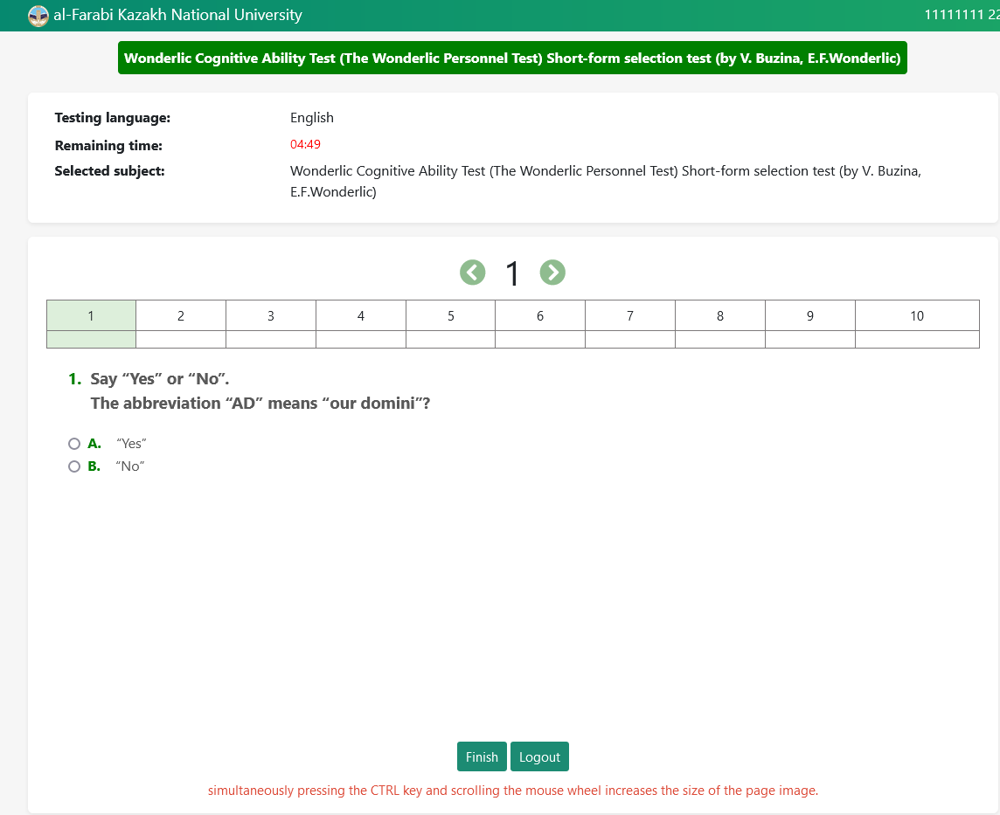 al-Farabi Kazakh National University
11111111 22
Wonderlic Cognitive Ability Test (The Wonderlic Personnel Test) Short-form selection test (by V. Buzina, E.F.Wonderlic)
Testing language: English
Remaining time: 04:49
Selected subject: Wonderlic Cognitive Ability Test (The Wonderlic Personnel Test) Short-form selection test (by V. Buzina,
E.F.Wonderlic)
1
1 2 3 4 5 6 7 8 9 10
1. Say “Yes” or “No”.
The abbreviation “AD” means “our domini”?
A. “Yes”
B. “No”
Finish Logout
simultaneously pressing the CTRL key and scrolling the mouse wheel increases the size of the page image.